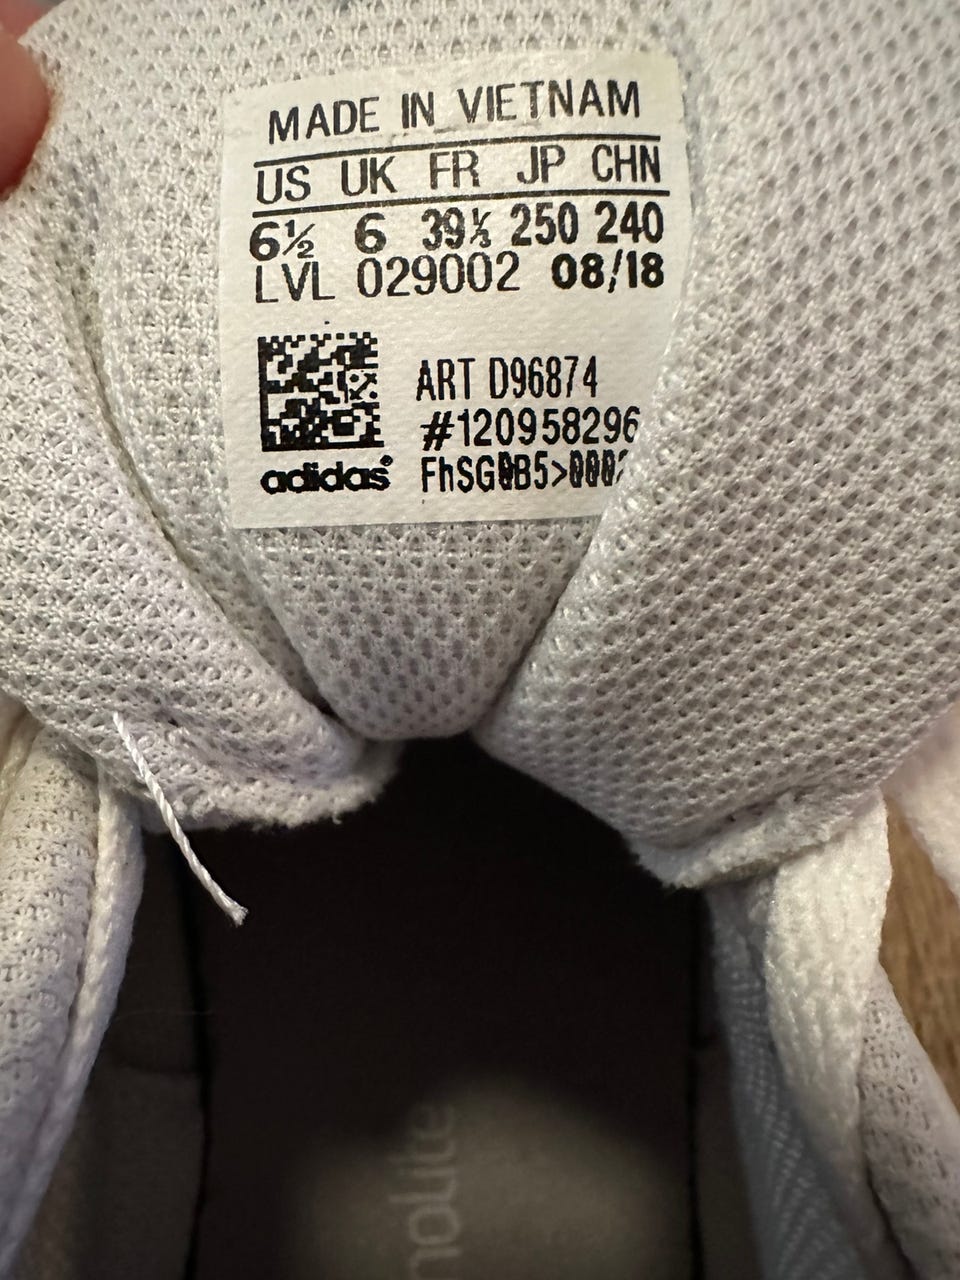 MADE IN VIETNAM
US UK FR JP CHN
6½ 6 39⅓ 250 240
LVL 029002 08/18
ART D96874
#120958296
adidas®